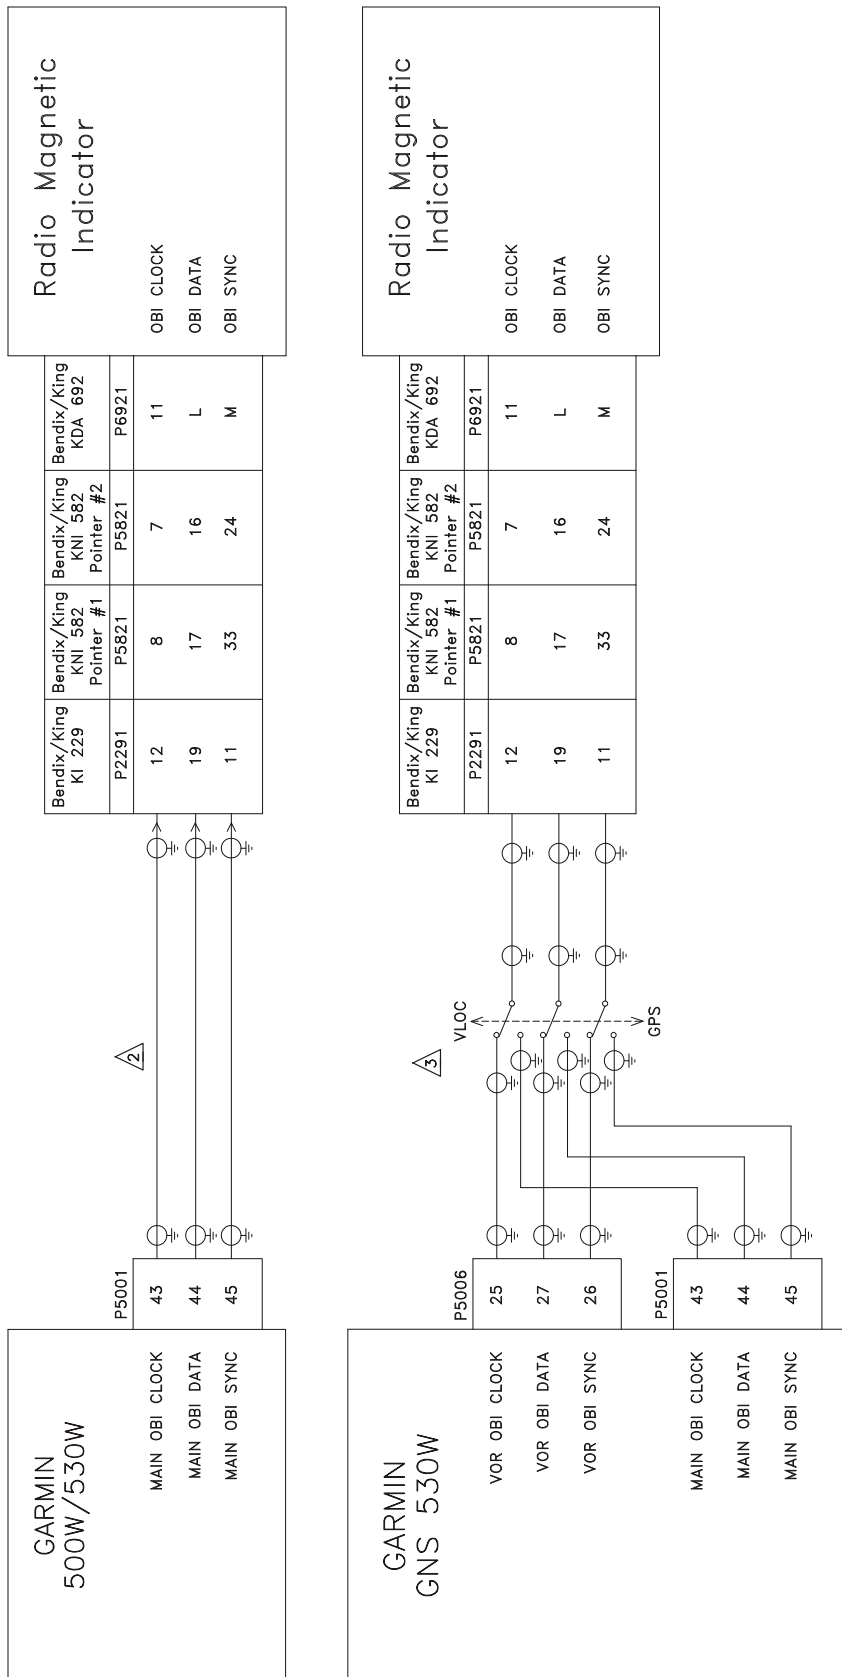 GARMIN
500W/530W
MAIN OBI CLOCK
MAIN OBI DATA
MAIN OBI SYNC
P5001
43
44
45
2
Bendix/King
KI 229
P2291
12
19
11
Bendix/King
KNI 582
Pointer #1
P5821
8
17
33
Bendix/King
KNI 582
Pointer #2
P5821
7
16
24
Bendix/King
KDA 692
P6921
11
L
M
Radio Magnetic
Indicator
OBI CLOCK
OBI DATA
OBI SYNC
GARMIN
GNS 530W
VOR OBI CLOCK
VOR OBI DATA
VOR OBI SYNC
MAIN OBI CLOCK
MAIN OBI DATA
MAIN OBI SYNC
P5006
25
27
26
P5001
43
44
45
3
VLOC
GPS
Bendix/King
KI 229
P2291
12
19
11
Bendix/King
KNI 582
Pointer #1
P5821
8
17
33
Bendix/King
KNI 582
Pointer #2
P5821
7
16
24
Bendix/King
KDA 692
P6921
11
L
M
Radio Magnetic
Indicator
OBI CLOCK
OBI DATA
OBI SYNC